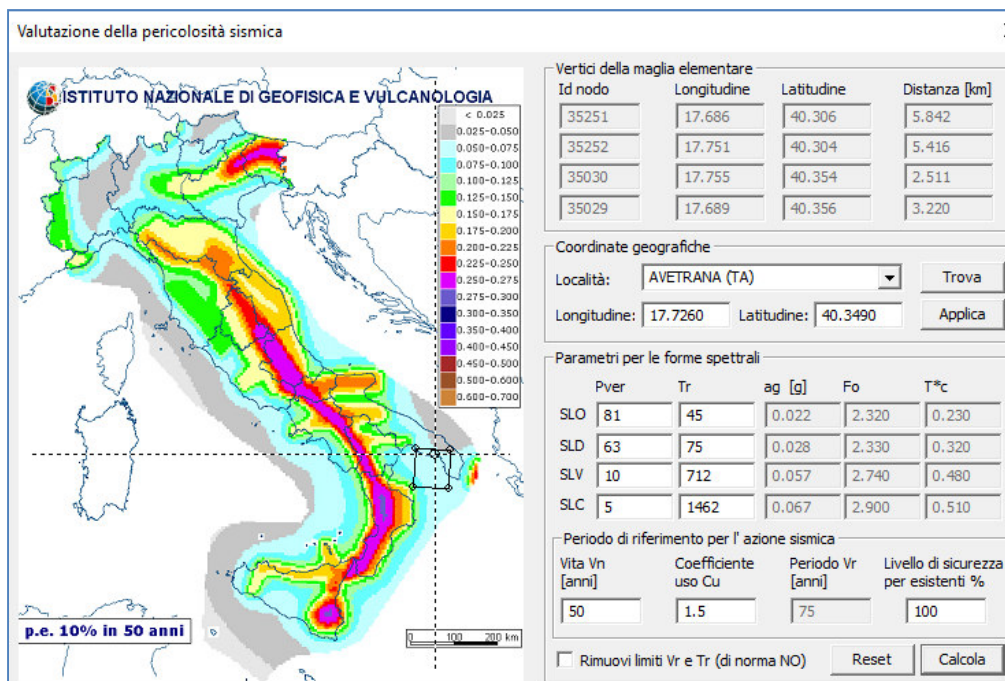 Valutazione della pericolosità sismica
ISTITUTO NAZIONALE DI GEOFISICA E VULCANOLOGIA
< 0.025
0.025-0.050
0.050-0.075
0.075-0.100
0.100-0.125
0.125-0.150
0.150-0.175
0.175-0.200
0.200-0.225
0.225-0.250
0.250-0.275
0.275-0.300
0.300-0.350
0.350-0.400
0.400-0.450
0.450-0.500
0.500-0.600
0.600-0.700
p.e. 10% in 50 anni
0 100 200 km
Vertici della maglia elementare
Id nodo Longitudine Latitudine Distanza [km]
35251 17.686 40.306 5.842
35252 17.751 40.304 5.416
35030 17.755 40.354 2.511
35029 17.689 40.356 3.220
Coordinate geografiche
Località: AVETRANA (TA) Trova
Longitudine: 17.7260 Latitudine: 40.3490 Applica
Parametri per le forme spettrali
Pver Tr ag [g] Fo T*c
SLO 81 45 0.022 2.320 0.230
SLD 63 75 0.028 2.330 0.320
SLV 10 712 0.057 2.740 0.480
SLC 5 1462 0.067 2.900 0.510
Periodo di riferimento per l' azione sismica
Vita Vn Coefficiente Periodo Vr Livello di sicurezza
[anni] uso Cu [anni] per esistenti %
50 1.5 75 100
Rimuovi limiti Vr e Tr (di norma NO) Reset Calcola